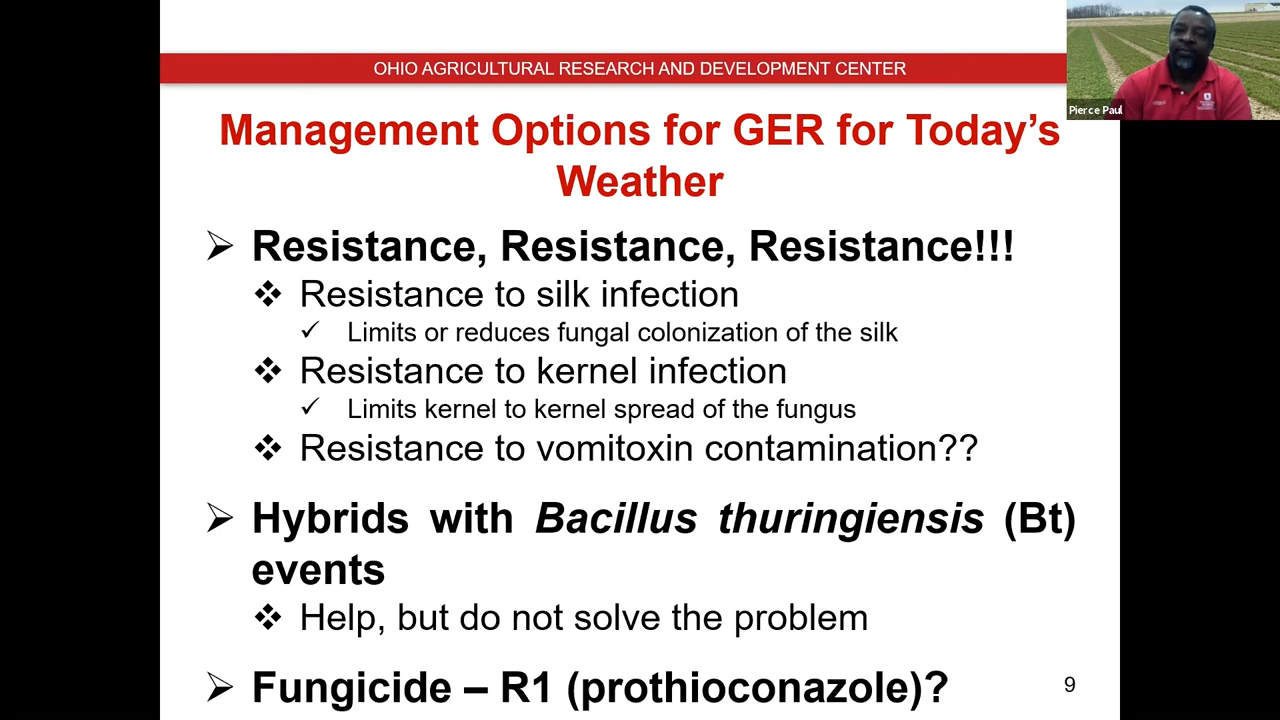 OHIO AGRICULTURAL RESEARCH AND DEVELOPMENT CENTER
Pierce Paul
Management Options for GER for Today's
Weather
➢ Resistance, Resistance, Resistance!!!
❖ Resistance to silk infection
✓ Limits or reduces fungal colonization of the silk
❖ Resistance to kernel infection
✓ Limits kernel to kernel spread of the fungus
❖ Resistance to vomitoxin contamination??
➢ Hybrids with Bacillus thuringiensis (Bt)
events
❖ Help, but do not solve the problem
➢ Fungicide – R1 (prothioconazole)?
9